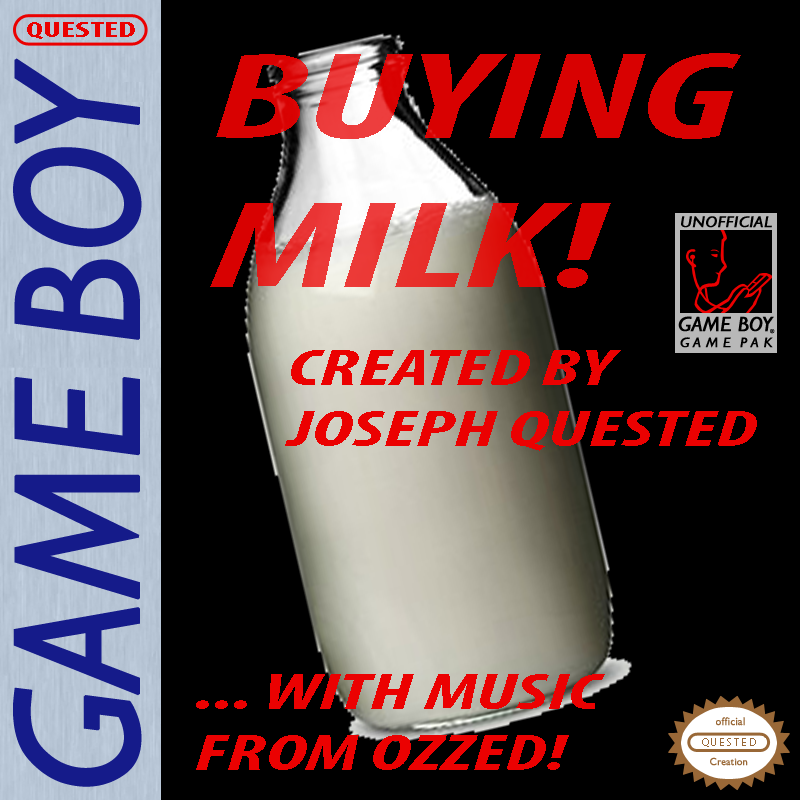 QUESTED
GAME BOY
BUYING
MILK!
UNOFFICIAL
GAME BOY®
GAME PAK
CREATED BY
JOSEPH QUESTED
... WITH MUSIC
FROM OZZED!
official
QUESTED
Creation